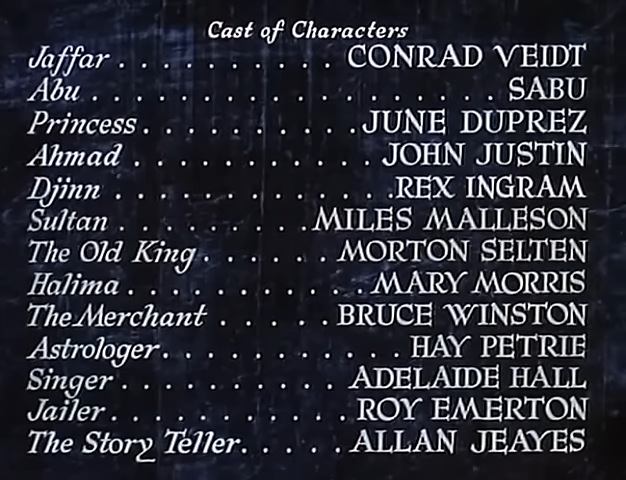 Cast of Characters
Jaffar . . . . . . . . . . CONRAD VEIDT
Abu . . . . . . . . . . . . . . . . . . SABU
Princess . . . . . . . . . . JUNE DUPREZ
Ahmad . . . . . . . . . . . . JOHN JUSTIN
Djinn . . . . . . . . . . . . . REX INGRAM
Sultan . . . . . . . . . MILES MALLESON
The Old King . . . . . . MORTON SELTEN
Halima . . . . . . . . . . . MARY MORRIS
The Merchant . . . . . BRUCE WINSTON
Astrologer . . . . . . . . . . . HAY PETRIE
Singer . . . . . . . . . . ADELAIDE HALL
Jailer . . . . . . . . . . . ROY EMERTON
The Story Teller . . . . . ALLAN JEAYES